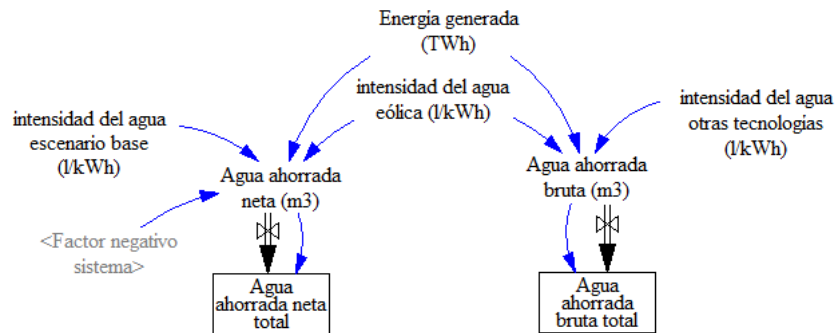 Energía generada
(TWh)
intensidad del agua
eólica (l/kWh)
intensidad del agua
escenario base
(l/kWh)
intensidad del agua
otras tecnologías
(l/kWh)
Agua ahorrada
neta (m3)
Agua ahorrada
bruta (m3)
<Factor negativo
sistema>
Agua
ahorrada neta
total
Agua
ahorrada
bruta total